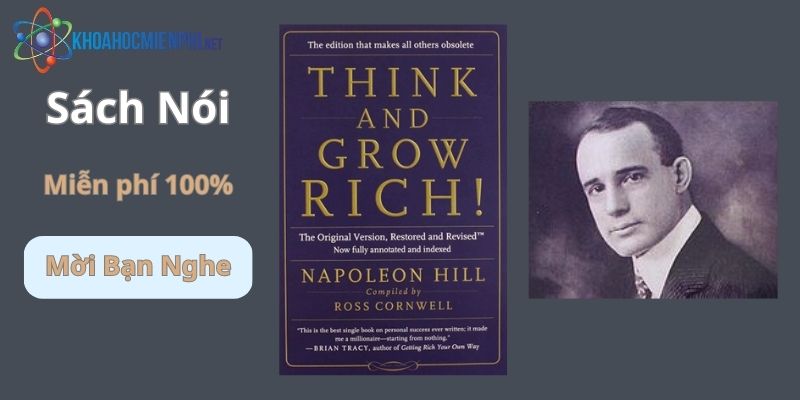 KHOAHOCMIENPHI.NET
Sách Nói
Miễn phí 100%
Mời Bạn Nghe
The edition that makes all others obsolete
THINK
AND
GROW
RICH!
The Original Version, Restored and Revised™
Now fully annotated and indexed
NAPOLEON HILL
Compiled by
ROSS CORNWELL
"This is the best single book on personal success ever written; it made
me a millionaire—starting from nothing."
—BRIAN TRACY, author of Getting Rich Your Own Way